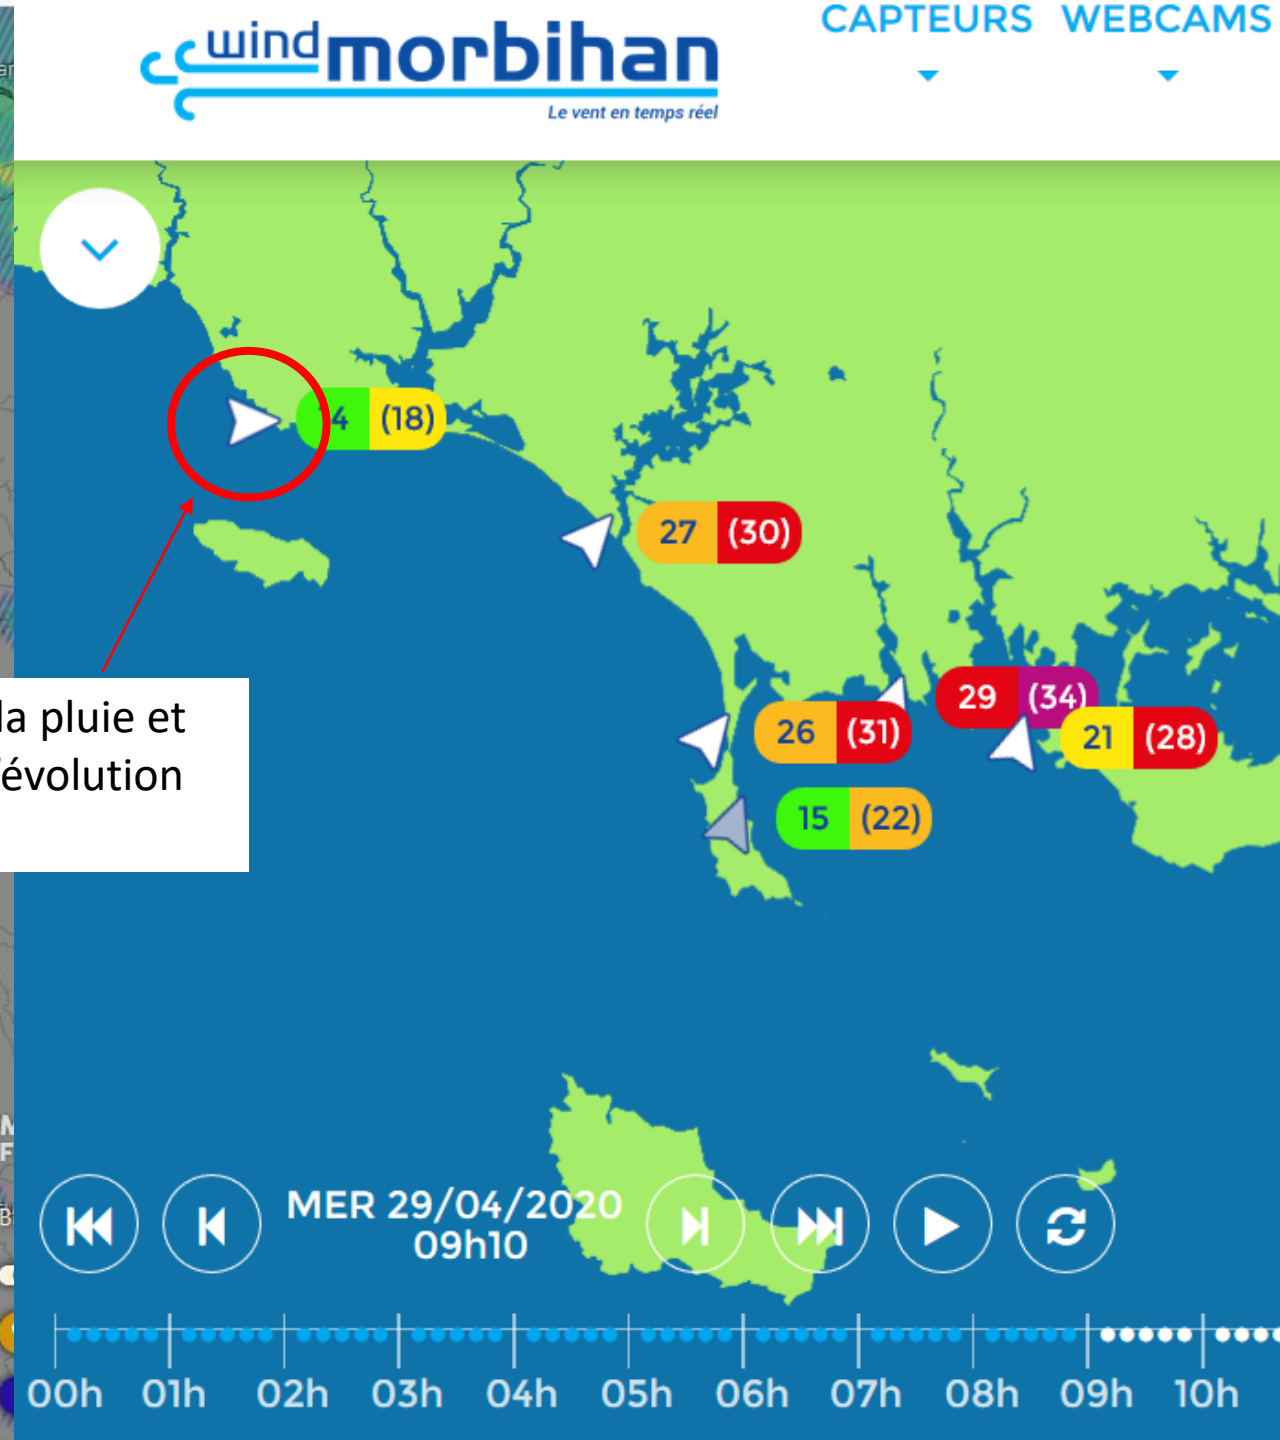 CAPTEURS WEBCAMS
wind morbihan
Le vent en temps réel
4 (18)
27 (30)
29 (34)
26 (31)
21 (28)
15 (22)
la pluie et
évolution
MER 29/04/2020
09h10
00h 01h 02h 03h 04h 05h 06h 07h 08h 09h 10h